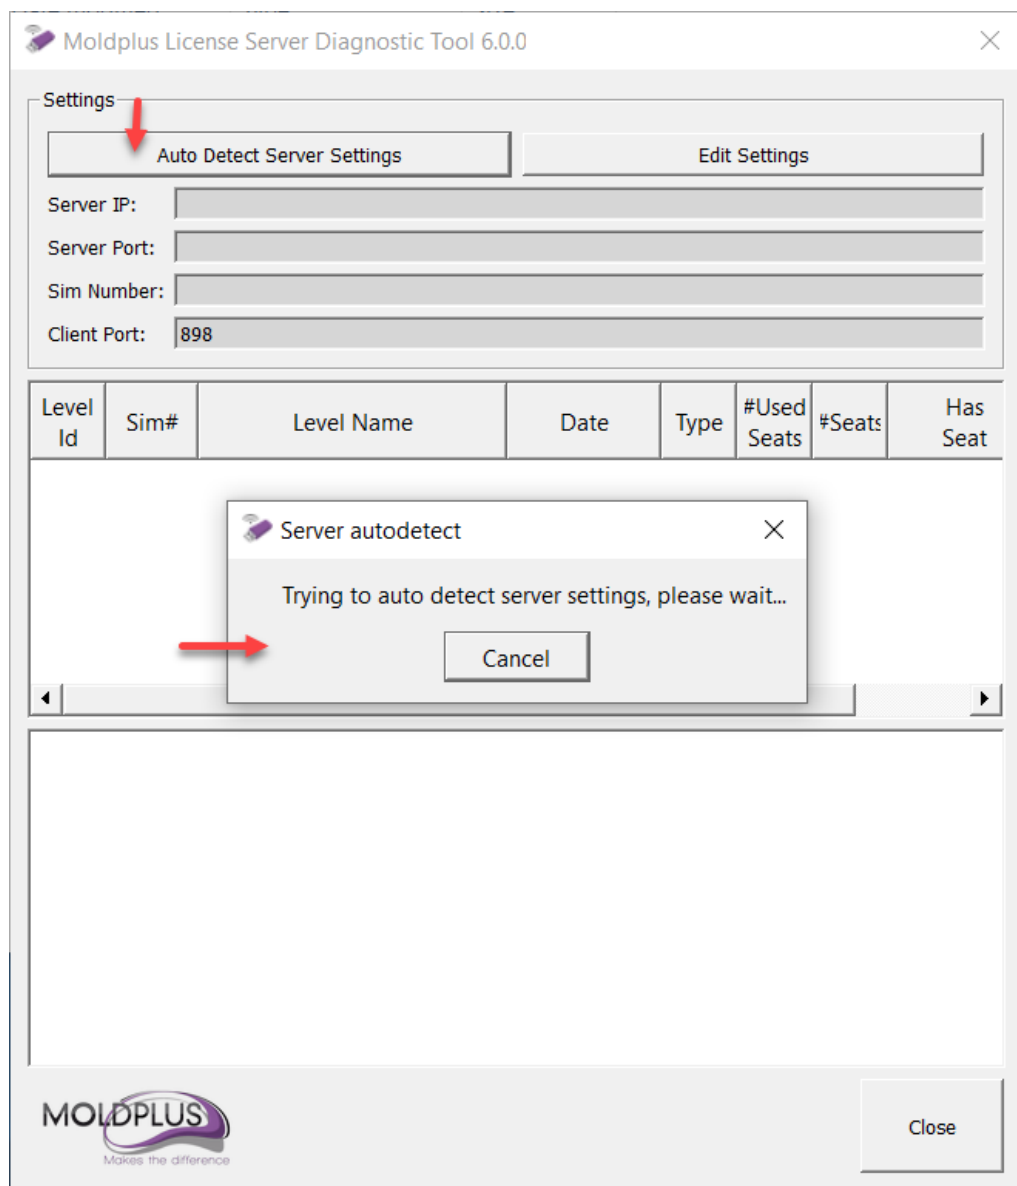 Moldplus License Server Diagnostic Tool 6.0.0
Settings
Auto Detect Server Settings
Edit Settings
Server IP:
Server Port:
Sim Number:
Client Port: 898
Level Id
Sim#
Level Name
Date
Type
#Used Seats
#Seats
Has Seat
Server autodetect
Trying to auto detect server settings, please wait...
Cancel
MOLDPLUS
Makes the difference
Close